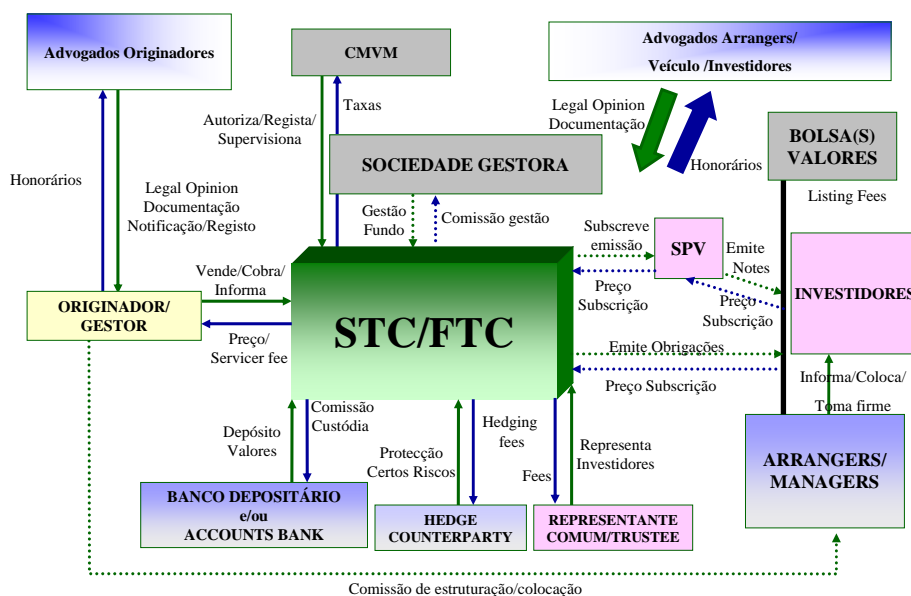 Advogados Originadores
CMVM
Advogados Arrangers/
Veículo /Investidores
Taxas
Autoriza/Regista/
Supervisiona
Legal Opinion
Documentação
Honorários
BOLSA(S)
VALORES
SOCIEDADE GESTORA
Honorários
Legal Opinion
Documentação
Notificação/Registo
Listing Fees
Gestão
Fundo
Comissão gestão
Subscreve
emissão
SPV
Emite
Notes
INVESTIDORES
Vende/Cobra/
Informa
Preço
Subscrição
Preço
Subscrição
ORIGINADOR/
GESTOR
STC/FTC
Preço/
Servicer fee
Emite Obrigações
Preço Subscrição
Informa/Coloca/
Toma firme
Comissão
Custódia
Depósito
Valores
Protecção
Certos Riscos
Hedging
fees
Fees
Representa
Investidores
ARRANGERS/
MANAGERS
BANCO DEPOSITÁRIO
e/ou
ACCOUNTS BANK
HEDGE
COUNTERPARTY
REPRESENTANTE
COMUM/TRUSTEE
Comissão de estruturação/colocação